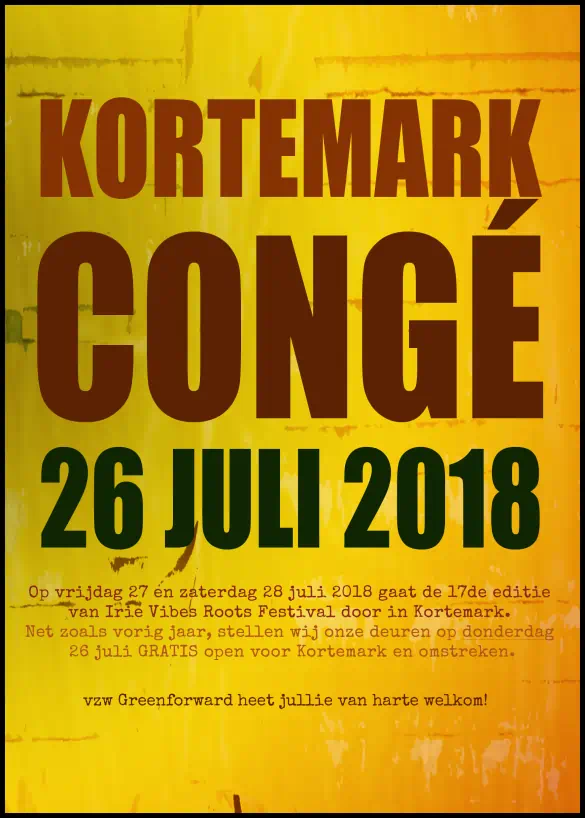 KORTEMARK
CONGÉ
26 JULI 2018
Op vrijdag 27 en zaterdag 28 juli 2018 gaat de 17de editie
van Irie Vibes Roots Festival door in Kortemark.
Net zoals vorig jaar, stellen wij onze deuren op donderdag
26 juli GRATIS open voor Kortemark en omstreken.
vzw Greenforward heet jullie van harte welkom!